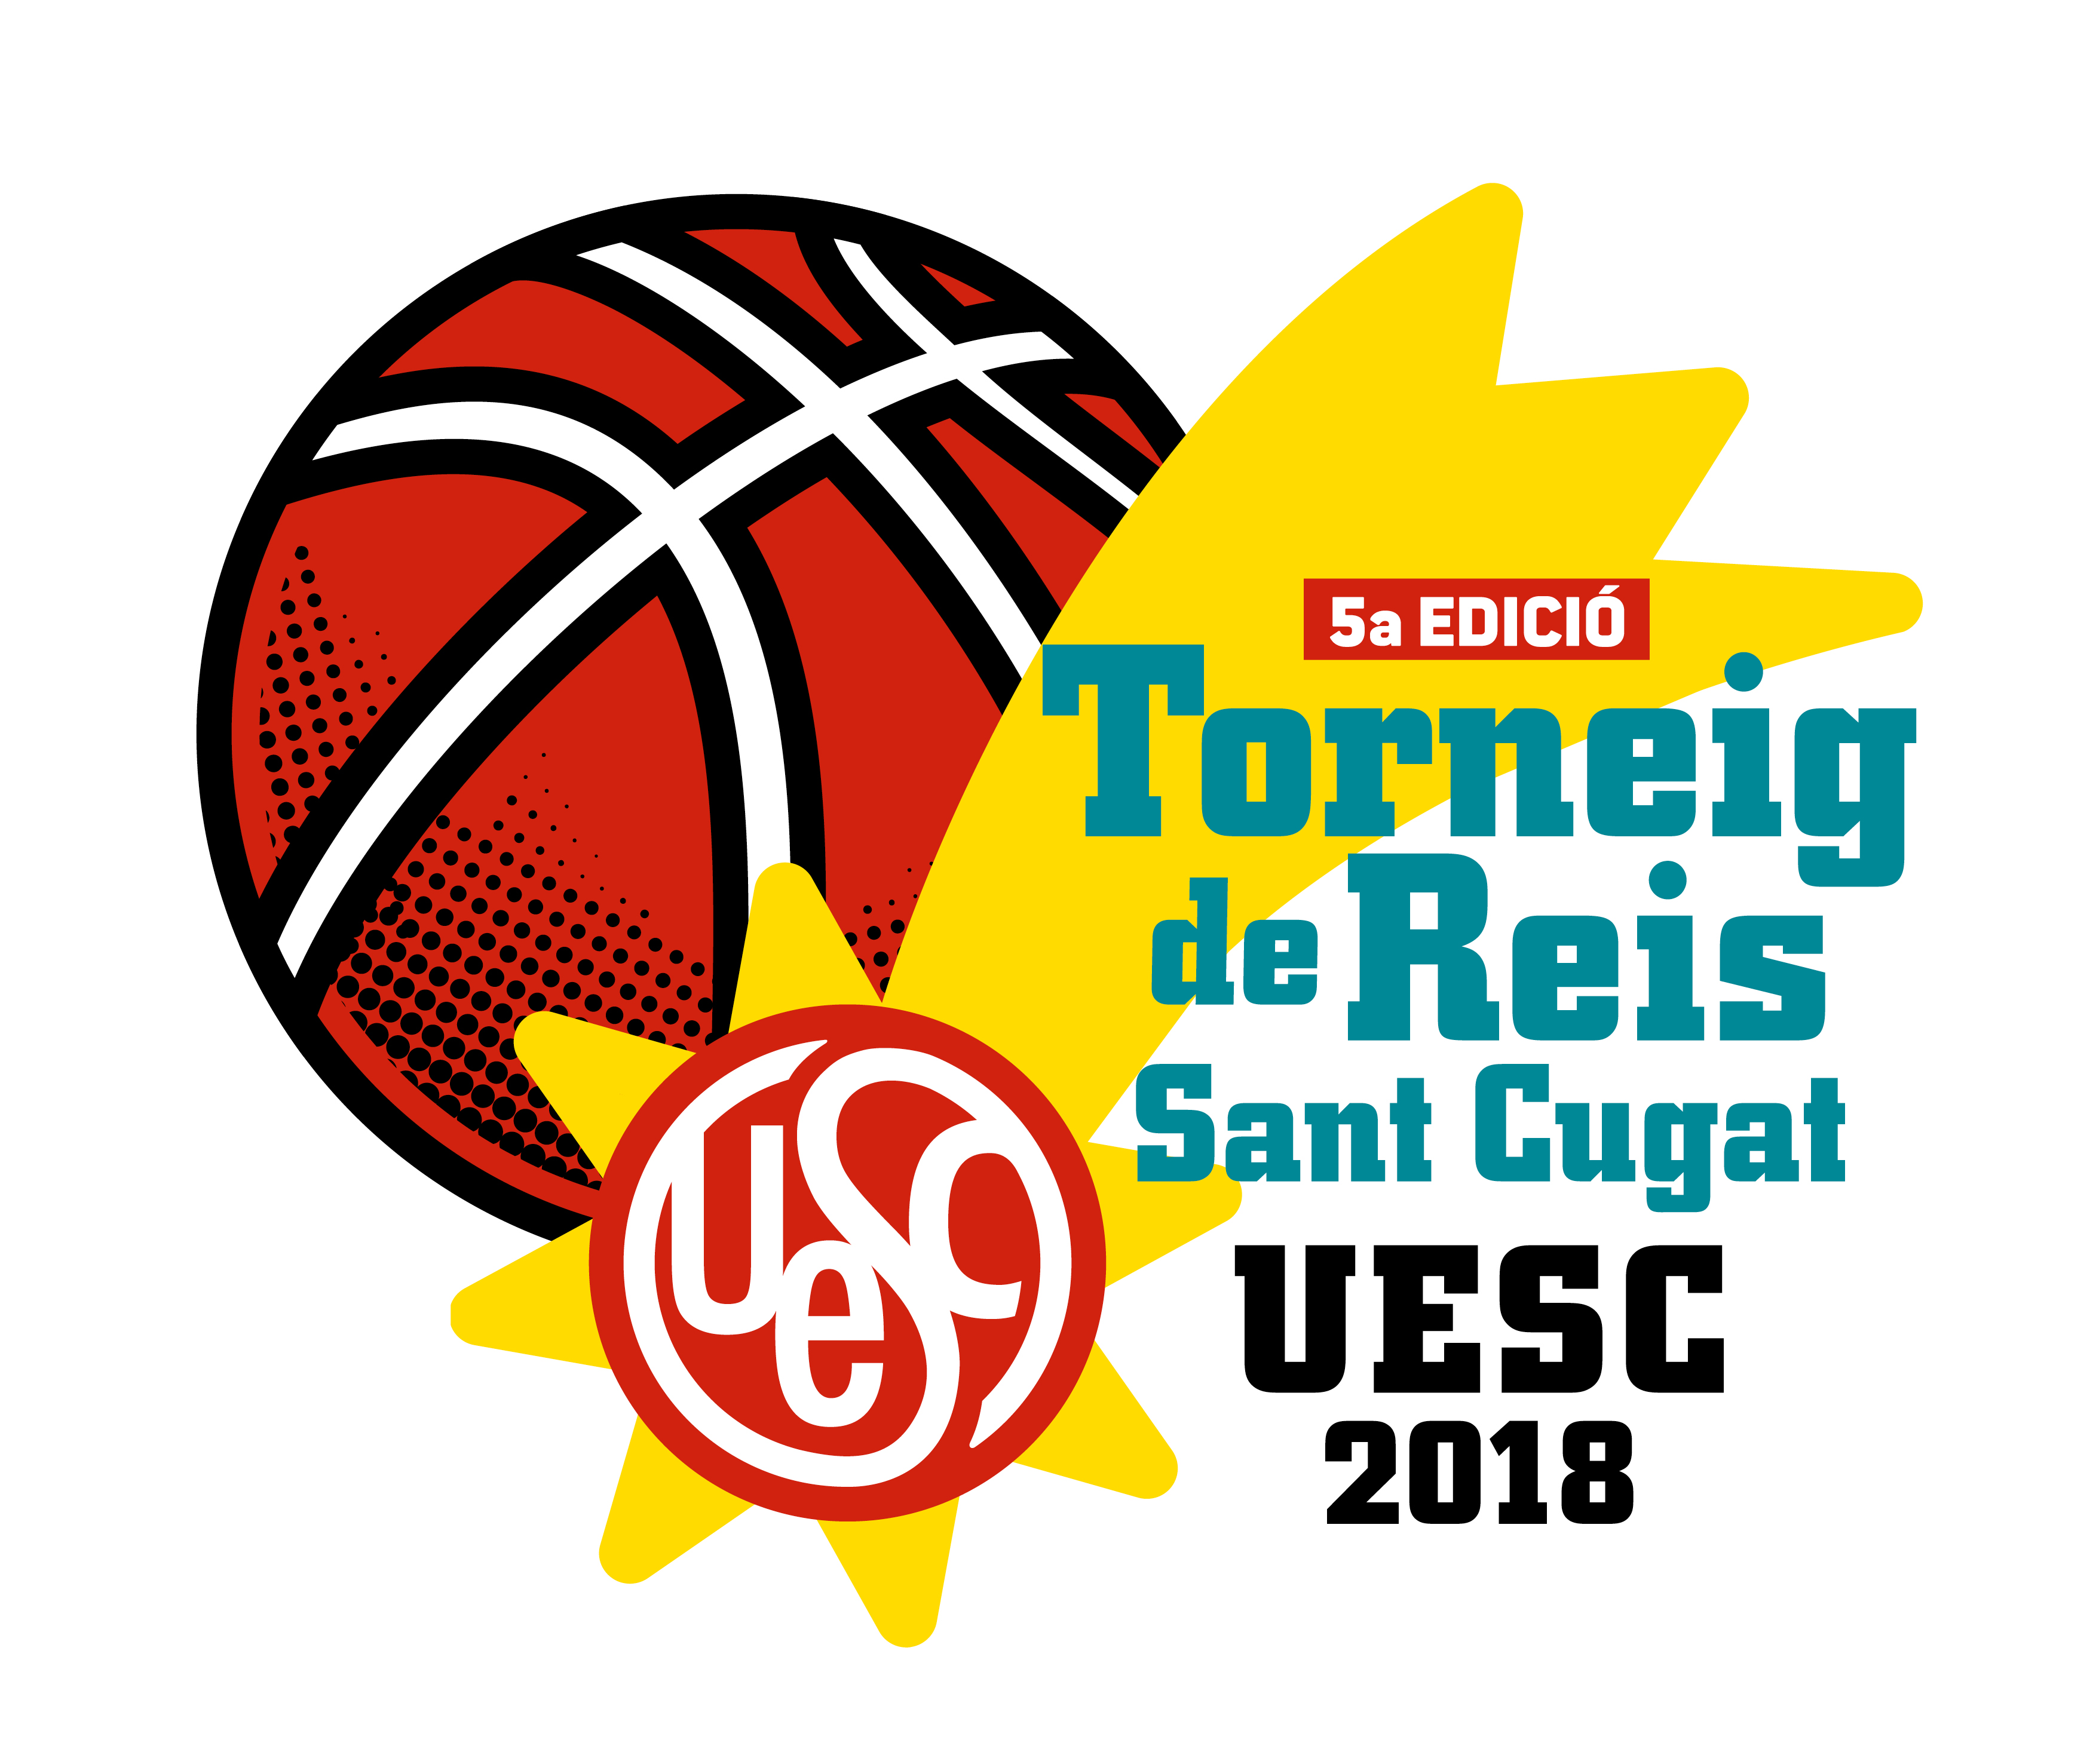 5a EDICIÓ
Torneig
de Reis
Sant Cugat
UESC
2018
uesc